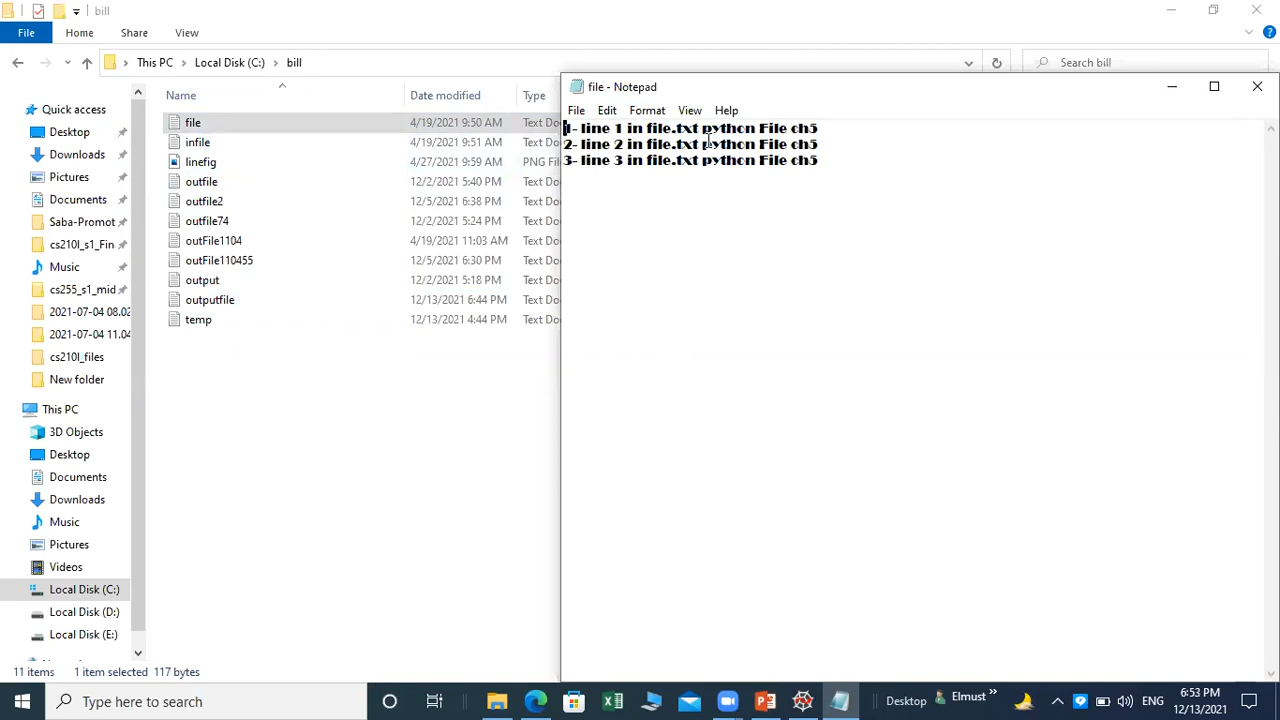 bill
File Home Share View
This PC Local Disk (C:) bill
Search bill
Quick access
Desktop
Pictures
Documents
Saba-Promot
cs210l_s1_Fin
Music
cs255_s1_mid
2021-07-04 08.02
2021-07-04 11.04
cs210l_files
New folder
This PC
3D Objects
Desktop
Documents
Downloads
Music
Pictures
Videos
Local Disk (C:)
Local Disk (D:)
Local Disk (E:)
Name Date modified Type
file 4/19/2021 9:50 AM Text Do
infile 4/19/2021 9:51 AM Text Do
linefig 4/27/2021 9:59 AM PNG Fi
outfile 12/2/2021 5:40 PM Text Do
outfile2 12/5/2021 6:38 PM Text Do
outfile74 12/2/2021 5:24 PM Text Do
outFile1104 4/19/2021 11:03 AM Text Do
outFile110455 12/5/2021 6:30 PM Text Do
output 12/2/2021 5:18 PM Text Do
outputfile 12/13/2021 6:44 PM Text Do
temp 12/13/2021 4:44 PM Text Do
11 items 1 item selected 117 bytes
file - Notepad
File Edit Format View Help
1- line 1 in file.txt python File ch5
2- line 2 in file.txt python File ch5
3- line 3 in file.txt python File ch5
Type here to search
Desktop
Elmust
ENG
6:53 PM
12/13/2021